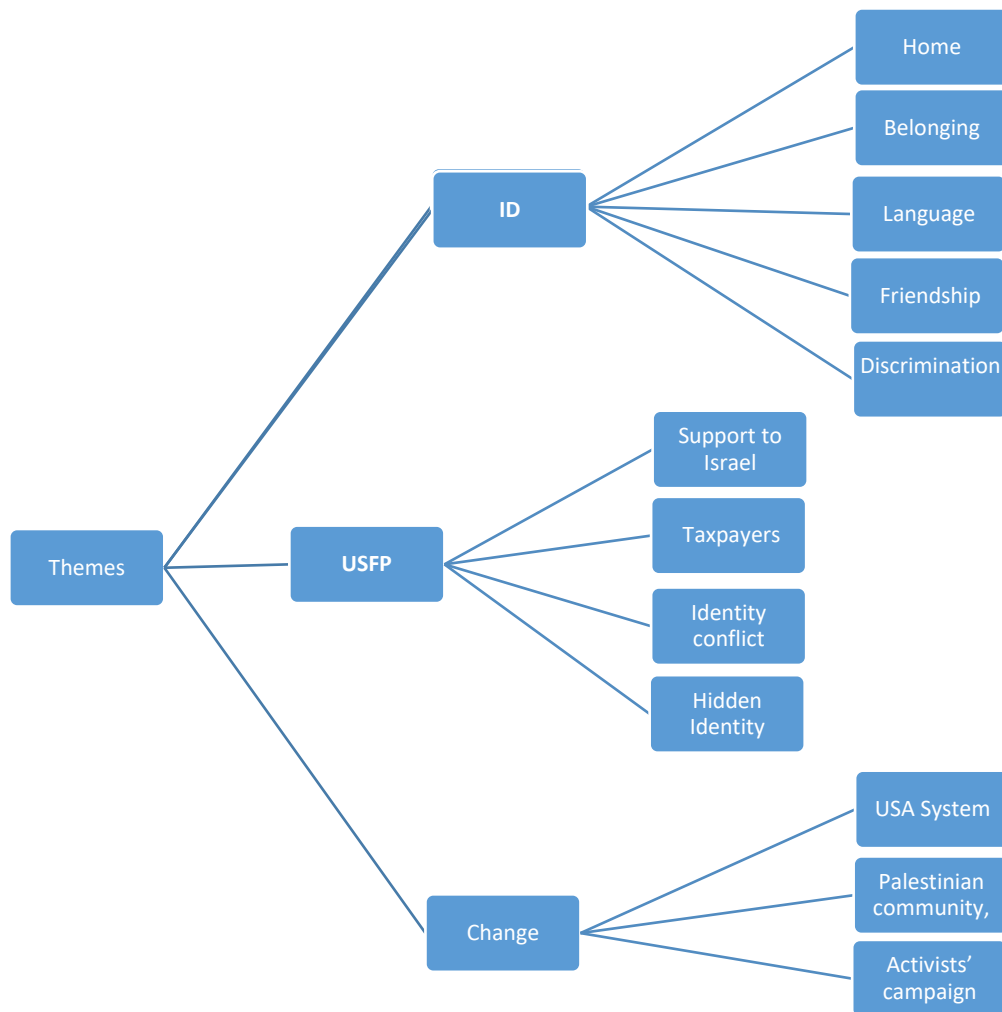 Home
Belonging
ID
Language
Friendship
Discrimination
Support to
Israel
Taxpayers
Themes
USFP
Identity
conflict
Hidden
Identity
USA System
Palestinian
community,
Change
Activists’
campaign